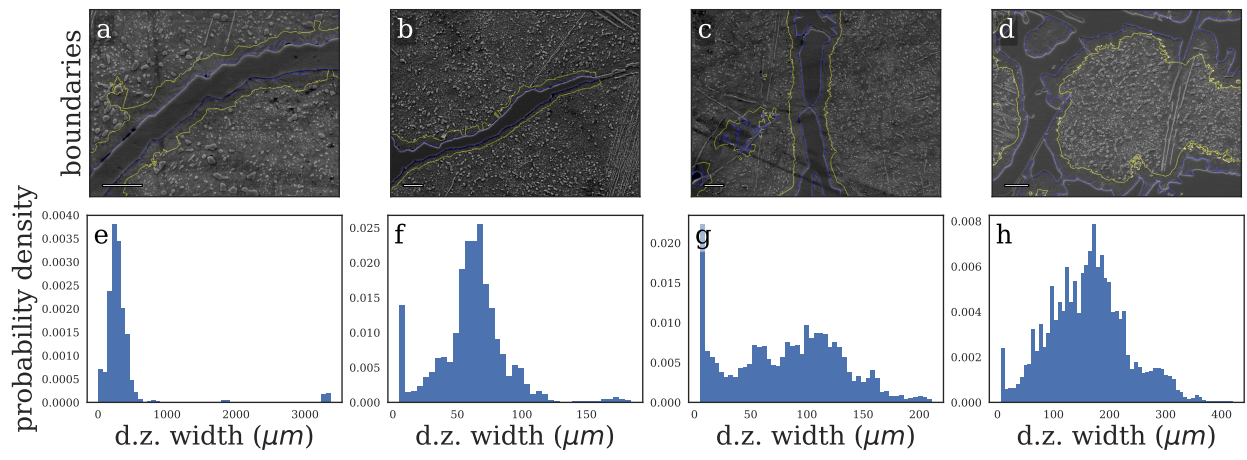 boundaries
a
b
c
d
probability density
e
0.0040
0.0035
0.0030
0.0025
0.0020
0.0015
0.0010
0.0005
0.0000
0 1000 2000 3000
d.z. width (μm)
f
0.025
0.020
0.015
0.010
0.005
0.000
0 50 100 150
d.z. width (μm)
g
0.020
0.015
0.010
0.005
0.000
0 50 100 150 200
d.z. width (μm)
h
0.008
0.006
0.004
0.002
0.000
0 100 200 300 400
d.z. width (μm)